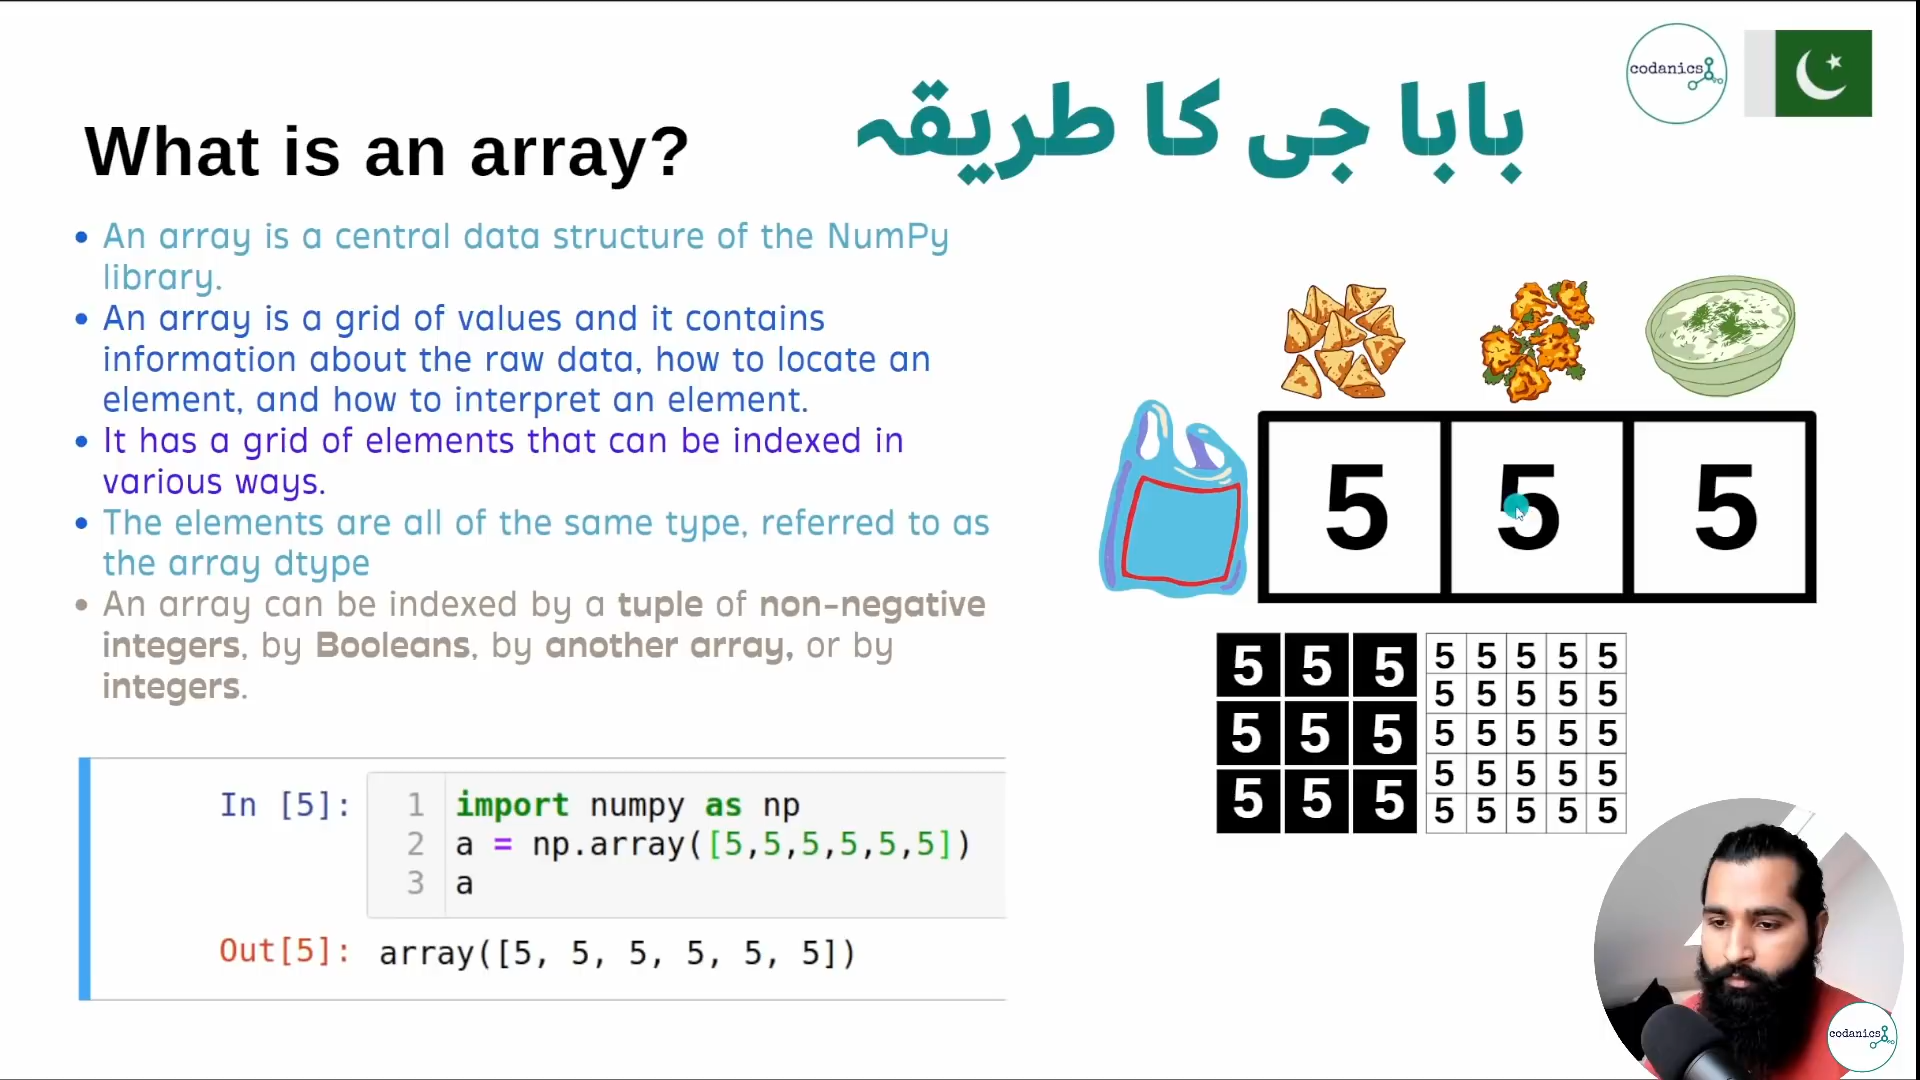 codanics
بابا جی کا طریقہ
What is an array?
An array is a central data structure of the NumPy
library.
An array is a grid of values and it contains
information about the raw data, how to locate an
element, and how to interpret an element.
It has a grid of elements that can be indexed in
various ways.
The elements are all of the same type, referred to as
the array dtype
An array can be indexed by a tuple of non-negative
integers, by Booleans, by another array, or by
integers.
5 5 5
5 5 5
5 5 5
5 5 5
5 5 5 5 5
5 5 5 5 5
5 5 5 5 5
5 5 5 5 5
5 5 5 5 5
In [5]:
1 import numpy as np
2 a = np.array([5,5,5,5,5,5])
3 a
Out[5]: array([5, 5, 5, 5, 5, 5])
codanics